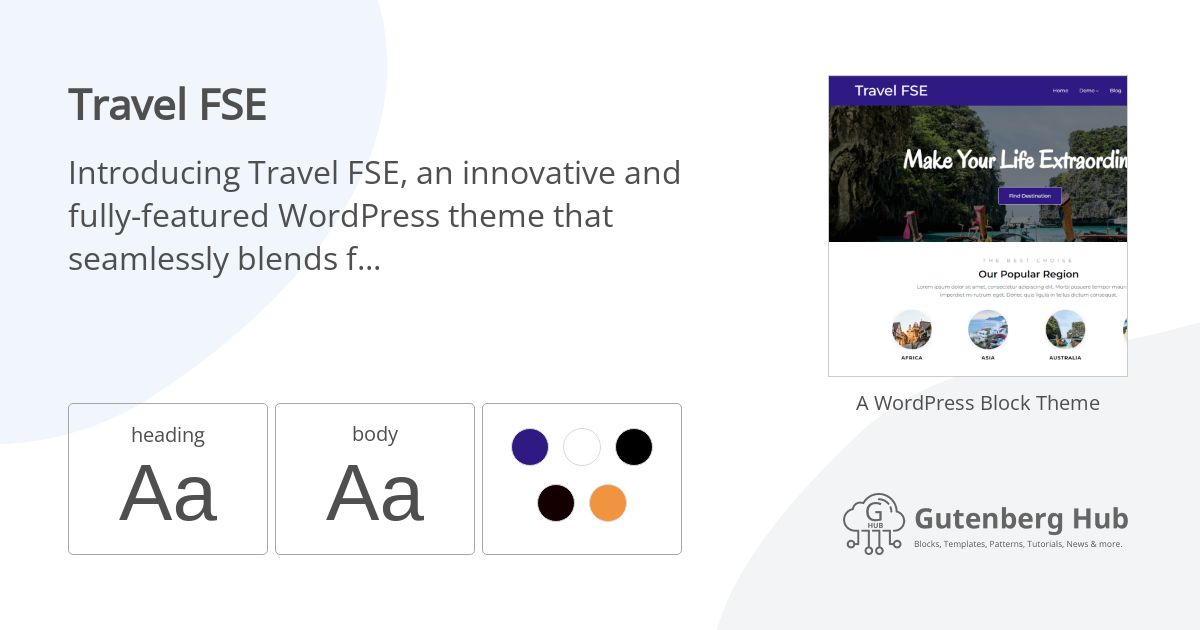 Travel FSE
Introducing Travel FSE, an innovative and
fully-featured WordPress theme that
seamlessly blends f...
heading
Aa
body
Aa
Travel FSE
Home Demo Blog
Make Your Life Extraordin
Find Destination
THE BEST CHOICE
Our Popular Region
Lorem ipsum dolor sit amet, consectetur adipiscing elit. Morbi posuere tempor mauri
imperdiet mi rutrum eget. Donec quis ligula in tellus dictum consequat.
AFRICA ASIA AUSTRALIA
A WordPress Block Theme
G
HUB
Gutenberg Hub
Blocks, Templates, Patterns, Tutorials, News & more.